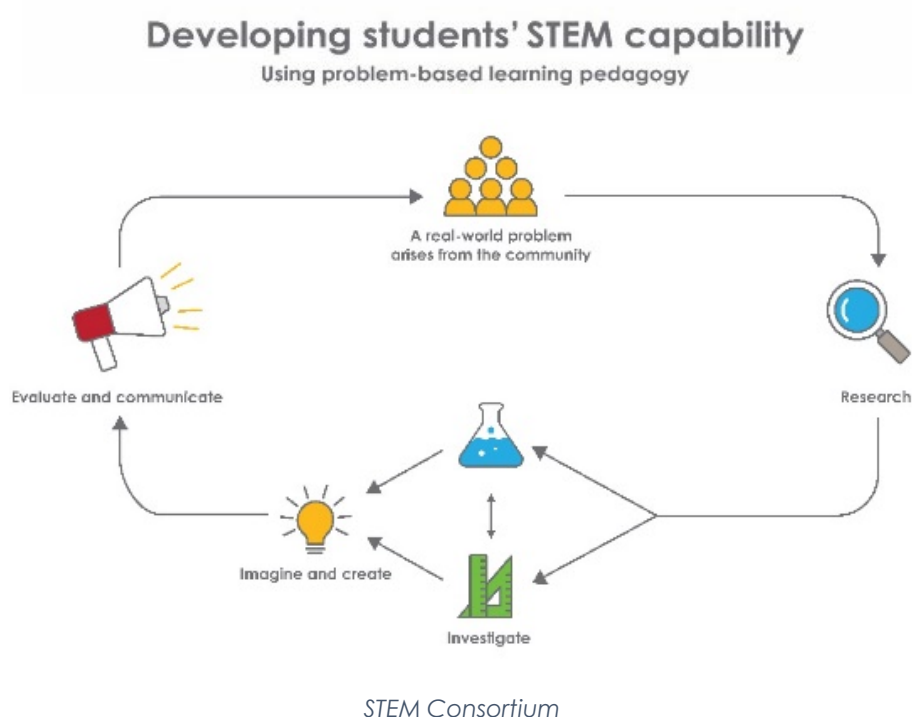 Developing students' STEM capability
Using problem-based learning pedagogy
A real-world problem
arises from the community
Research
Evaluate and communicate
Imagine and create
Investigate
STEM Consortium